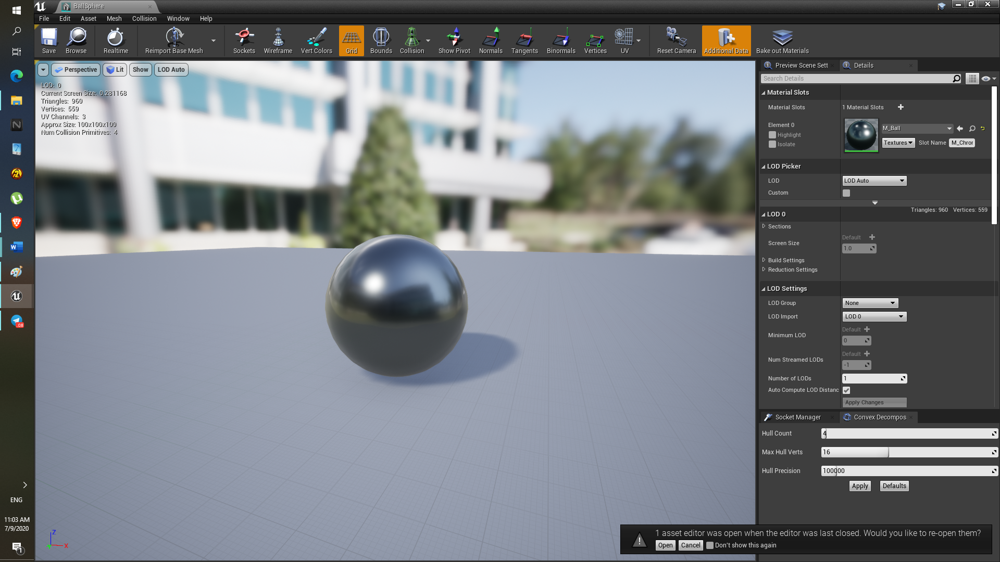 BallSphere
File Edit Asset Mesh Collision Window Help
Save Browse Realtime Reimport Base Mesh Sockets Wireframe Vert Colors Grid Bounds Collision Show Pivot Normals Tangents Binormals Vertices UV Reset Camera Additional Data Bake out Materials
Perspective Lit Show LOD Auto
LOD: 0
Current Screen Size: 0.281168
Triangles: 960
Vertices: 559
UV Channels: 3
Approx Size: 100x100x100
Num Collision Primitives: 4
Z
X
Preview Scene Sett Details
Search Details
Material Slots
Material Slots 1 Material Slots
Element 0
Highlight
Isolate
M_Ball
Textures Slot Name M_Chror
LOD Picker
LOD LOD Auto
Custom
LOD 0 Triangles: 960 Vertices: 559
Sections
Default
Screen Size
1.0
Build Settings
Reduction Settings
LOD Settings
LOD Group None
LOD Import LOD 0
Default
Minimum LOD
0
Default
Num Streamed LODs
-1
Number of LODs 1
Auto Compute LOD Distanc
Apply Changes
Socket Manager Convex Decompos
Hull Count 4
Max Hull Verts 16
Hull Precision 100000
Apply Defaults
1 asset editor was open when the editor was last closed. Would you like to re-open them?
Open Cancel Don't show this again
ENG
11:03 AM
7/9/2020
1